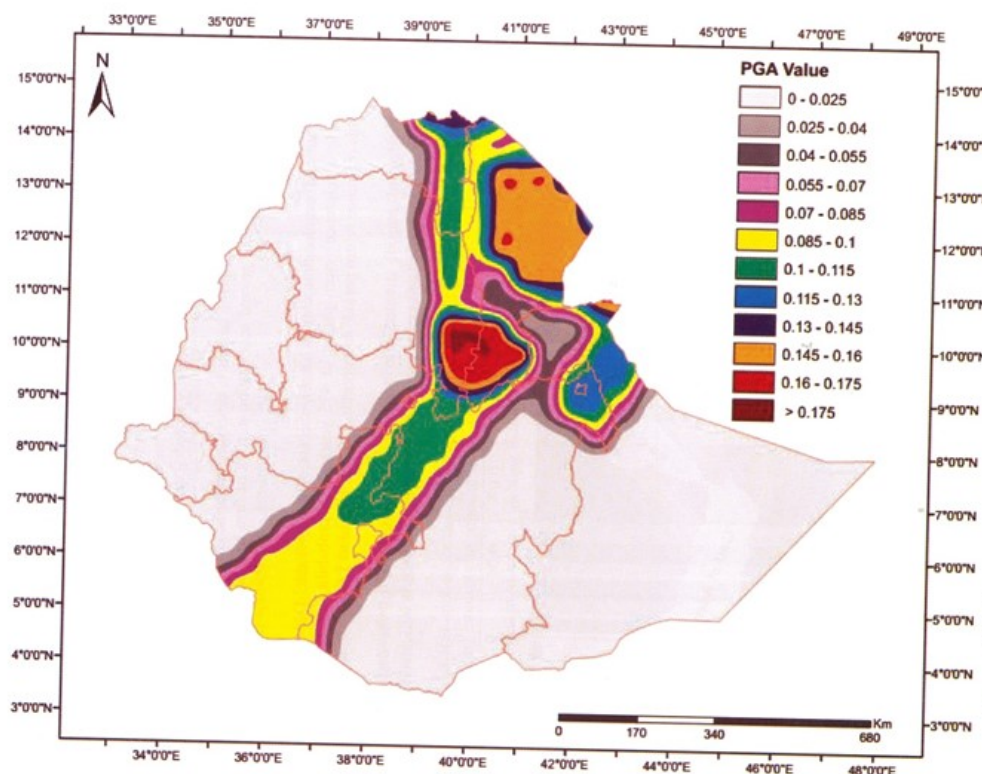 33°0'0"E 35°0'0"E 37°0'0"E 39°0'0"E 41°0'0"E 43°0'0"E 45°0'0"E 47°0'0"E 49°0'0"E
N
PGA Value
0 - 0.025
0.025 - 0.04
0.04 - 0.055
0.055 - 0.07
0.07 - 0.085
0.085 - 0.1
0.1 - 0.115
0.115 - 0.13
0.13 - 0.145
0.145 - 0.16
0.16 - 0.175
> 0.175
15°0'0"N
14°0'0"N
13°0'0"N
12°0'0"N
11°0'0"N
10°0'0"N
9°0'0"N
8°0'0"N
7°0'0"N
6°0'0"N
5°0'0"N
4°0'0"N
3°0'0"N
15°0'0"N
14°0'0"N
13°0'0"N
12°0'0"N
11°0'0"N
10°0'0"N
9°0'0"N
8°0'0"N
7°0'0"N
6°0'0"N
5°0'0"N
4°0'0"N
3°0'0"N
Km
0 170 340 680
34°0'0"E 36°0'0"E 38°0'0"E 40°0'0"E 42°0'0"E 44°0'0"E 46°0'0"E 48°0'0"E